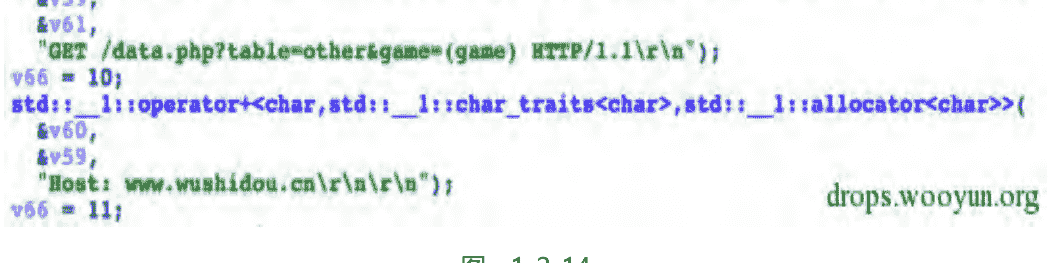 &v61,
"GET /data.php?table=other&game=(game) HTTP/1.1\r\n");
v66 = 10;
std::__1::operator+<char,std::__1::char_traits<char>,std::__1::allocator<char>>(
&v60,
&v59,
"Host: www.wushidou.cn\r\n\r\n");
drops.wooyun.org
v66 = 11;